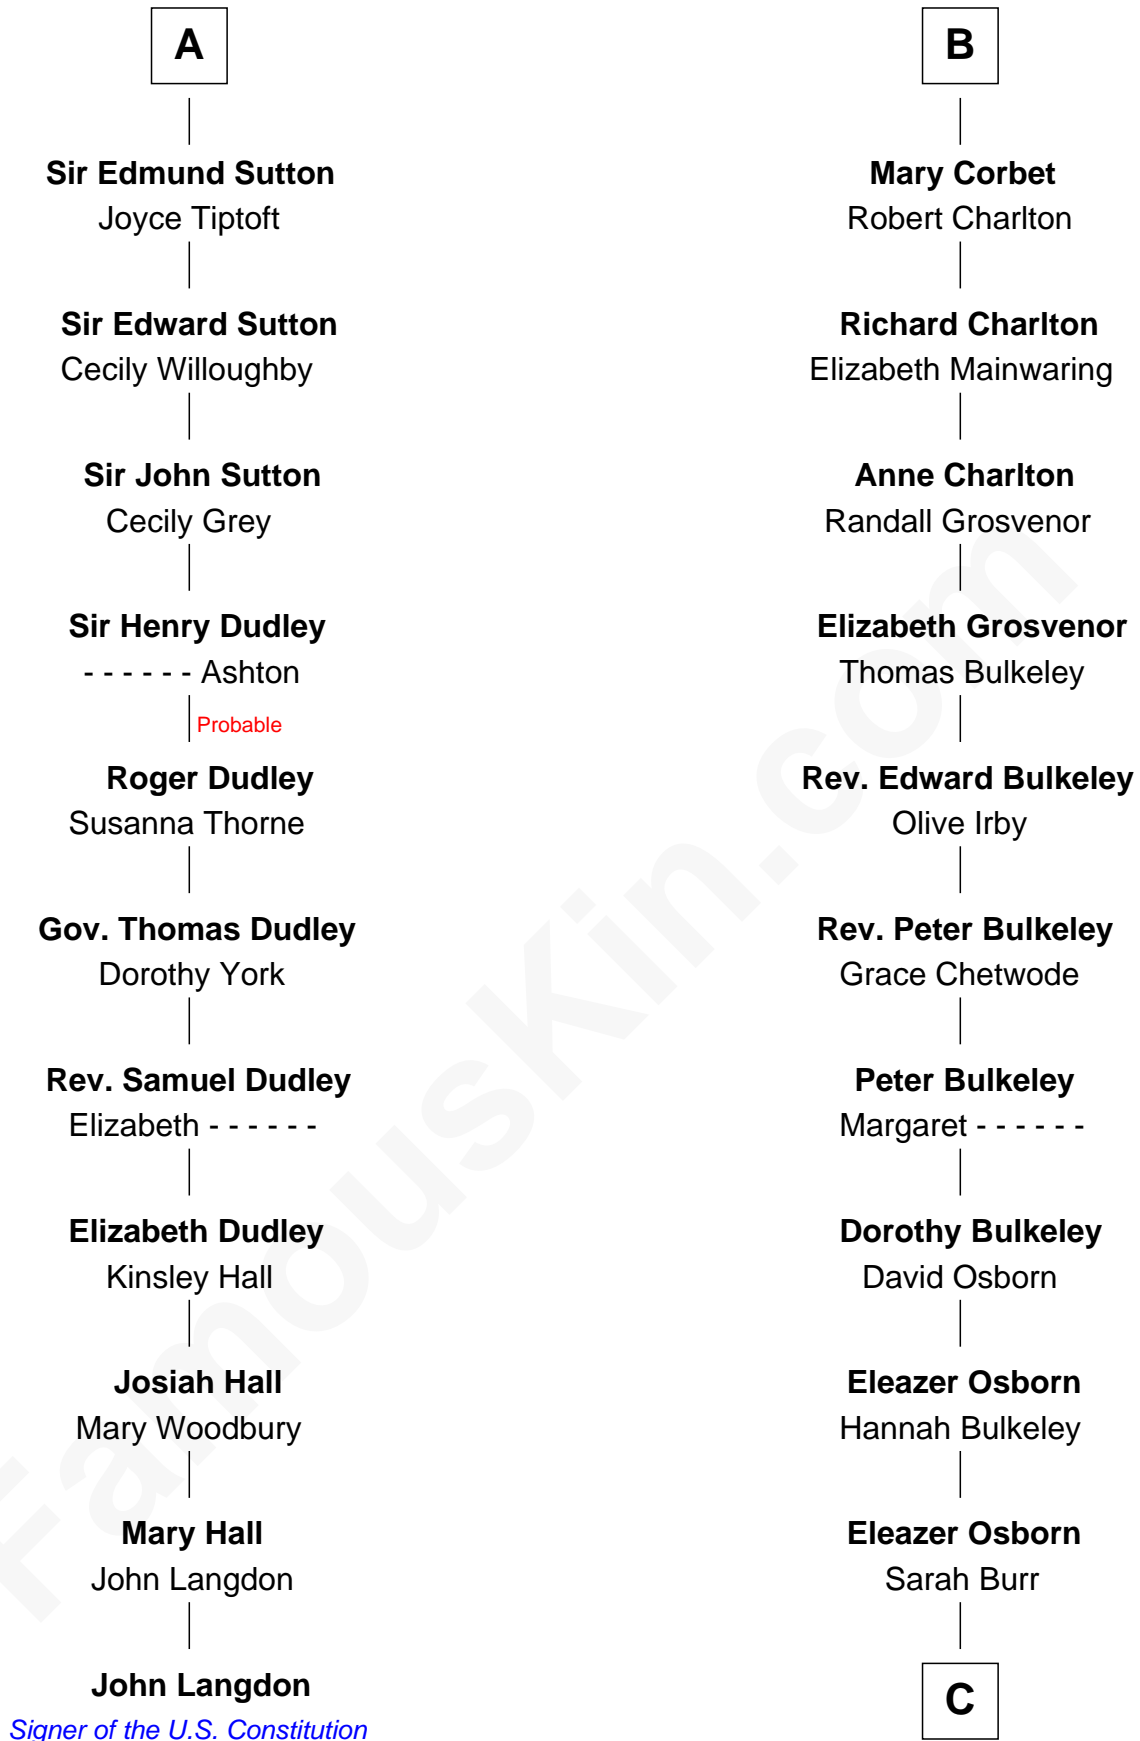 A
Sir Edmund Sutton
Joyce Tiptoft
Sir Edward Sutton
Cecily Willoughby
Sir John Sutton
Cecily Grey
Sir Henry Dudley
- - - - - - Ashton
Probable
Roger Dudley
Susanna Thorne
Gov. Thomas Dudley
Dorothy York
Rev. Samuel Dudley
Elizabeth - - - - - -
Elizabeth Dudley
Kinsley Hall
Josiah Hall
Mary Woodbury
Mary Hall
John Langdon
John Langdon
Signer of the U.S. Constitution
B
Mary Corbet
Robert Charlton
Richard Charlton
Elizabeth Mainwaring
Anne Charlton
Randall Grosvenor
Elizabeth Grosvenor
Thomas Bulkeley
Rev. Edward Bulkeley
Olive Irby
Rev. Peter Bulkeley
Grace Chetwode
Peter Bulkeley
Margaret - - - - - -
Dorothy Bulkeley
David Osborn
Eleazer Osborn
Hannah Bulkeley
Eleazer Osborn
Sarah Burr
C
FamousKin.com